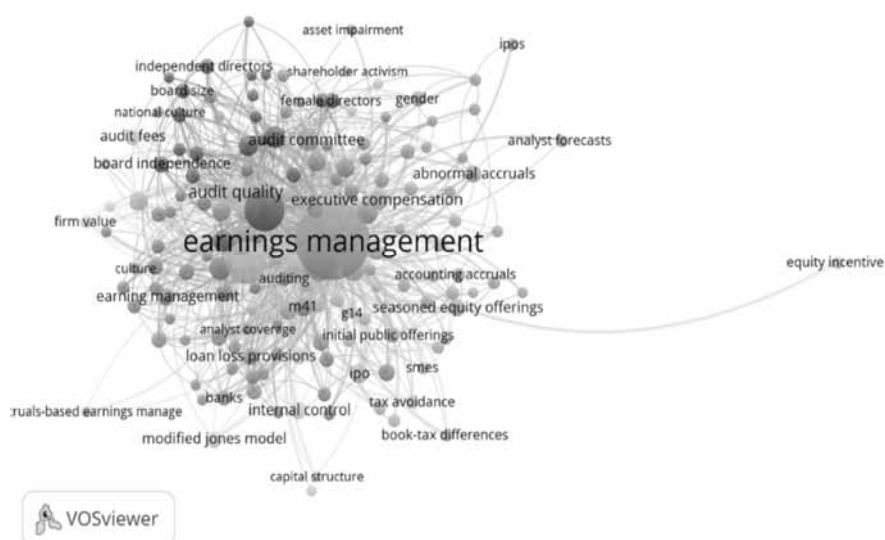 asset impairment
ipos
independent directors
shareholder activism
board size
female directors
gender
national culture
audit fees
audit committee
analyst forecasts
board independence
abnormal accruals
audit quality
executive compensation
firm value
earnings management
equity incentive
culture
auditing
accounting accruals
earning management
m41
g14
seasoned equity offerings
analyst coverage
initial public offerings
loan loss provisions
ipo
smes
banks
tax avoidance
cruals-based earnings manage
internal control
modified jones model
book-tax differences
capital structure
VOSviewer